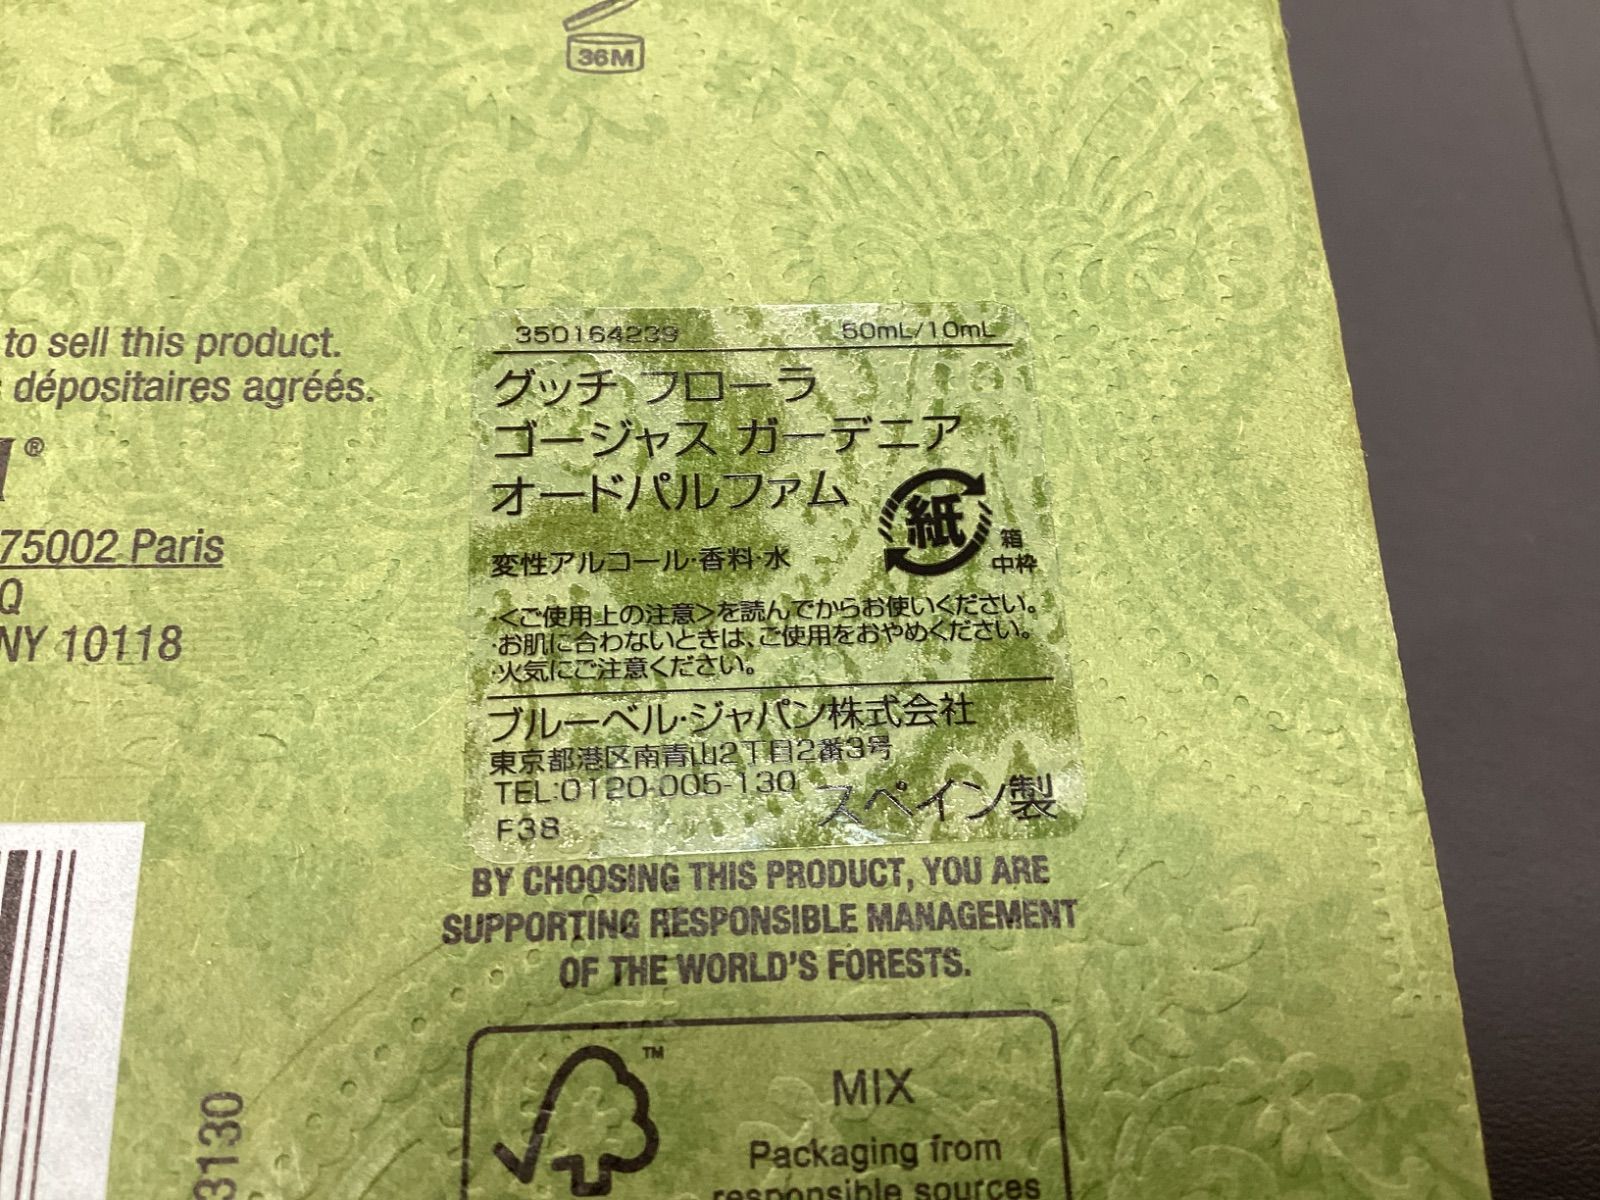 36M
to sell this product.
dépositaires agréés.
®
75002 Paris
Q
NY 10118
350164239 50mL/10mL
グッチ フローラ
ゴージャス ガーデニア
オードパルファム
紙
箱
中枠
変性アルコール・香料・水
・<ご使用上の注意>を読んでからお使いください。
・お肌に合わないときは、ご使用をおやめください。
・火気にご注意ください。
ブルーベル・ジャパン株式会社
東京都港区南青山2丁目2番3号
TEL:0120-005-130
スペイン製
F38
BY CHOOSING THIS PRODUCT, YOU ARE
SUPPORTING RESPONSIBLE MANAGEMENT
OF THE WORLD'S FORESTS.
TM
MIX
Packaging from
responsible sources
3130